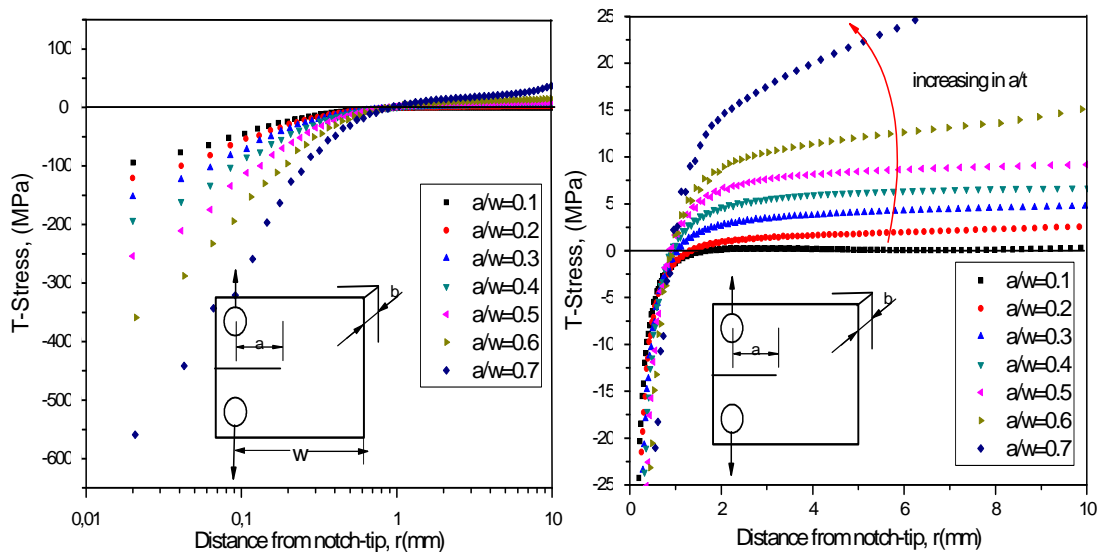 T-Stress, (MPa)
100
0
-100
-200
-300
-400
-500
-600
0,01
0,1
1
10
Distance from notch-tip, r(mm)
a/w=0.1
a/w=0.2
a/w=0.3
a/w=0.4
a/w=0.5
a/w=0.6
a/w=0.7
b
a
w
T-Stress, (MPa)
25
20
15
10
5
0
-5
-10
-15
-20
-25
0
2
4
6
8
10
Distance from notch-tip, r(mm)
increasing in a/t
a/w=0.1
a/w=0.2
a/w=0.3
a/w=0.4
a/w=0.5
a/w=0.6
a/w=0.7
b
a